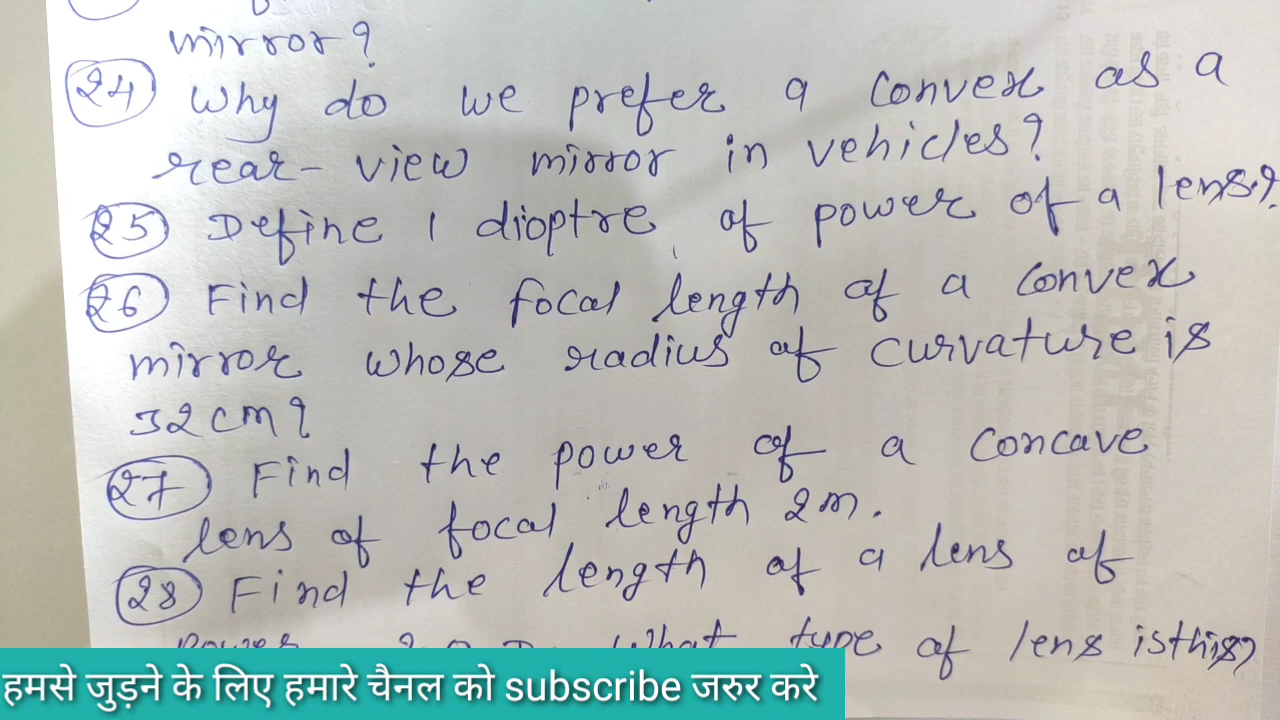 mirror?
24 Why do we prefer a convex as a
rear-view mirror in vehicles?
25 Define 1 dioptre of power of a lens?
26 Find the focal length of a convex
mirror whose radius of curvature is
32cm?
27 Find the power of a concave
lens of focal length 2m.
28 Find the length of a lens of
What type of lens is this?
हमसे जुड़ने के लिए हमारे चैनल को subscribe जरुर करे